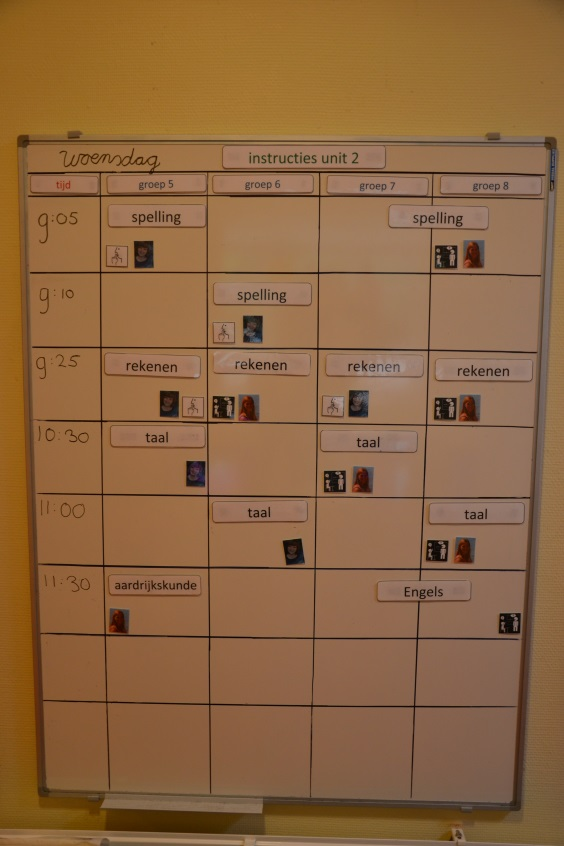 woensdag instructies unit 2
tijd groep 5 groep 6 groep 7 groep 8
9:05 spelling spelling
9:10 spelling
9:25 rekenen rekenen rekenen rekenen
10:30 taal taal
11:00 taal taal
11:30 aardrijkskunde Engels